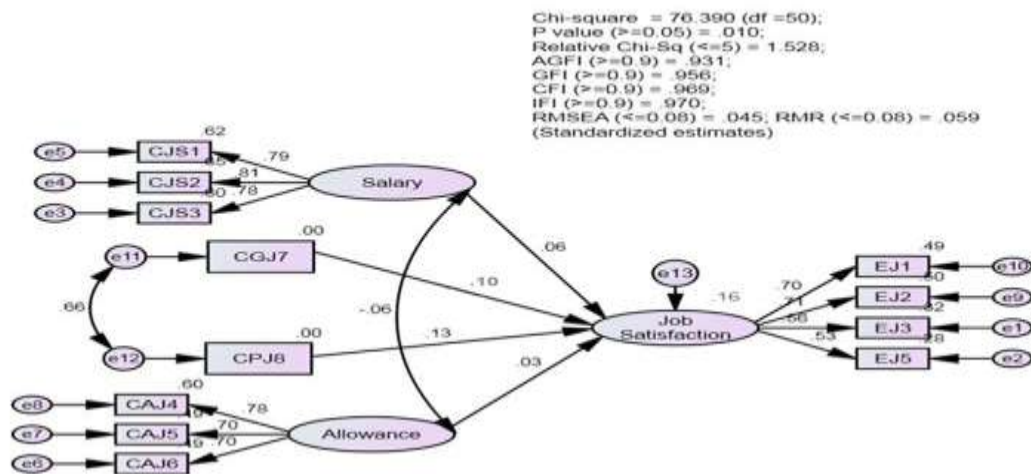 Chi-square = 76.390 (df =50);
P value (>=0.05) = .010;
Relative Chi-Sq (<=5) = 1.528;
AGFI (>=0.9) = .931;
GFI (>=0.9) = .956;
CFI (>=0.9) = .969;
IFI (>=0.9) = .970;
RMSEA (<=0.08) = .045; RMR (<=0.08) = .059
(Standardized estimates)
.62
e5 CJS1 .79
e4 CJS2 .81 Salary
e3 CJS3 .78
.00
e11 CGJ7 .06 .49
.10 e13 EJ1 e10
.66 -.06 .16 .70 EJ2 e9
.00 .71
e12 CPJ8 .13 Job Satisfaction EJ3 e1
.03 .53 EJ5 e2
.60
e8 CAJ4 .78
e7 CAJ5 .70 Allowance
e6 CAJ6 .70